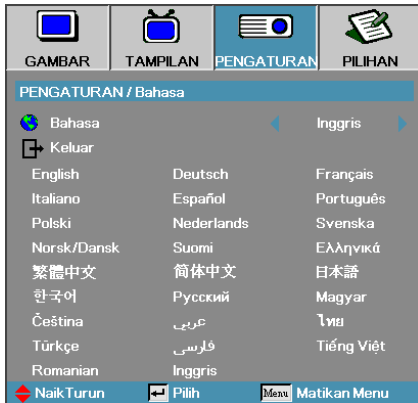 GAMBAR TAMPILAN PENGATURAN PILIHAN
PENGATURAN / Bahasa
Bahasa Inggris
Keluar
English Deutsch Français
Italiano Español Português
Polski Nederlands Svenska
Norsk/Dansk Suomi Ελληνικά
繁體中文 简体中文 日本語
한국어 Русский Magyar
Čeština عربي ไทย
Türkçe فارسی Tiếng Việt
Romanian Inggris
NaikTurun Pilih Menu Matikan Menu